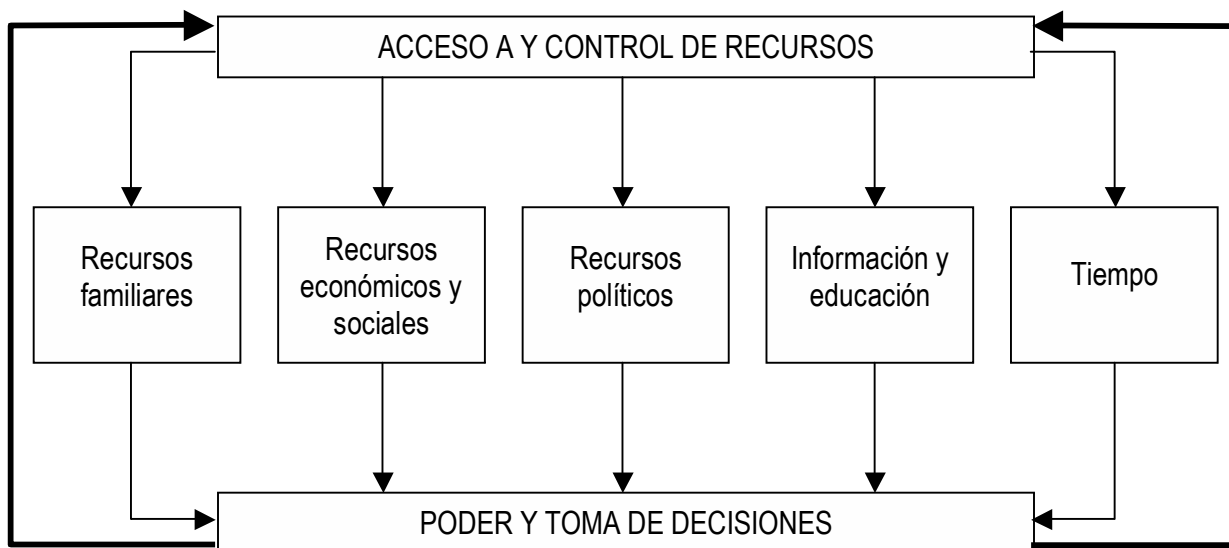 ACCESO A Y CONTROL DE RECURSOS
Recursos
familiares
Recursos
económicos y
sociales
Recursos
políticos
Información y
educación
Tiempo
PODER Y TOMA DE DECISIONES